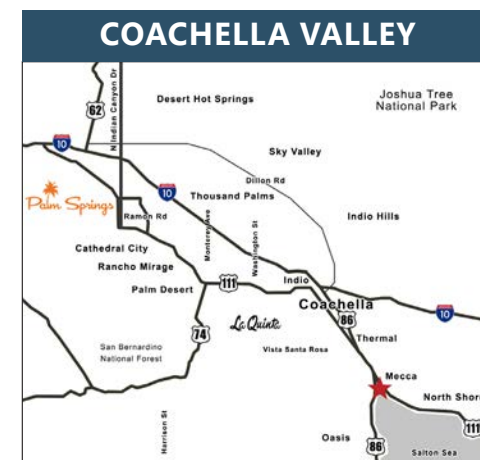 COACHELLA VALLEY
N Indian Canyon Dr
62
Desert Hot Springs
Joshua Tree
National Park
10
Sky Valley
Dillon Rd
10
Thousand Palms
Palm Springs
Ramon Rd
Monterey Ave
Washington St
Indio Hills
Cathedral City
Rancho Mirage
Palm Desert
111
Indio
Coachella
86
10
74
La Quinta
Thermal
San Bernardino
National Forest
Vista Santa Rosa
Mecca
North Shor
111
Harrison St
Oasis
86
Salton Sea